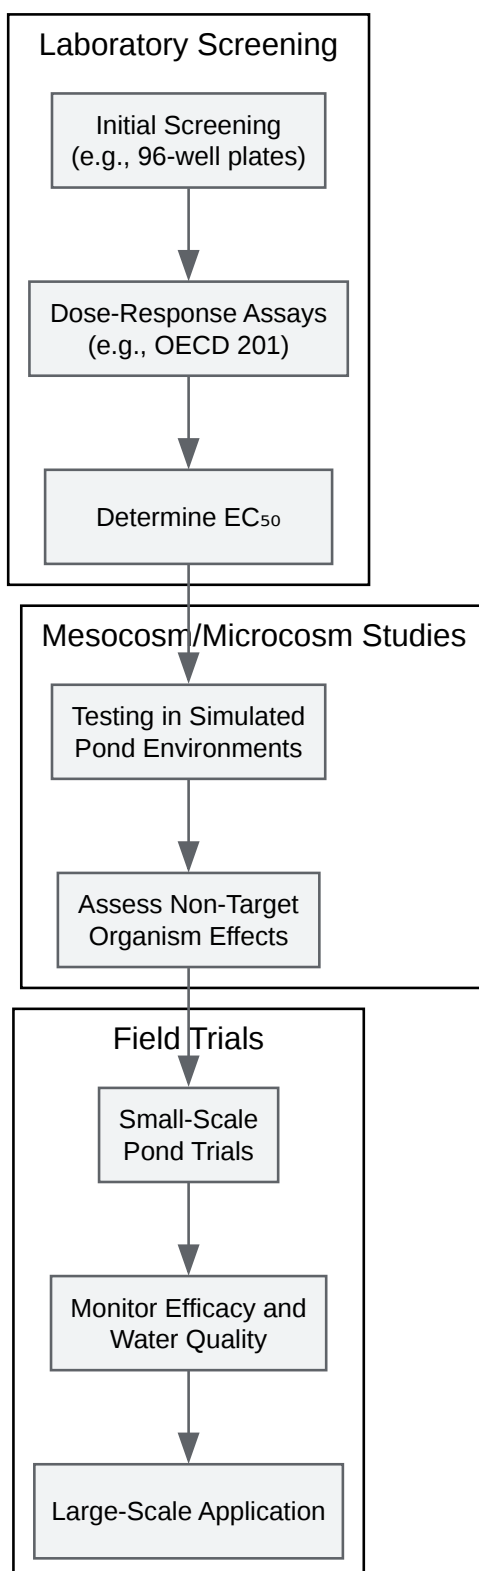 Laboratory Screening
Initial Screening
(e.g., 96-well plates)
Dose-Response Assays
(e.g., OECD 201)
Determine EC₅₀
Mesocosm/Microcosm Studies
Testing in Simulated
Pond Environments
Assess Non-Target
Organism Effects
Field Trials
Small-Scale
Pond Trials
Monitor Efficacy and
Water Quality
Large-Scale Application